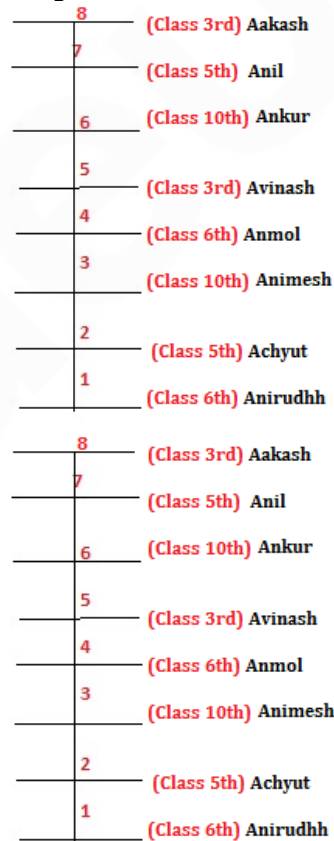 8 (Class 3rd) Aakash
7 (Class 5th) Anil
6 (Class 10th) Ankur
5 (Class 3rd) Avinash
4 (Class 6th) Anmol
3 (Class 10th) Animesh
2 (Class 5th) Achyut
1 (Class 6th) Anirudhh
8 (Class 3rd) Aakash
7 (Class 5th) Anil
6 (Class 10th) Ankur
5 (Class 3rd) Avinash
4 (Class 6th) Anmol
3 (Class 10th) Animesh
2 (Class 5th) Achyut
1 (Class 6th) Anirudhh